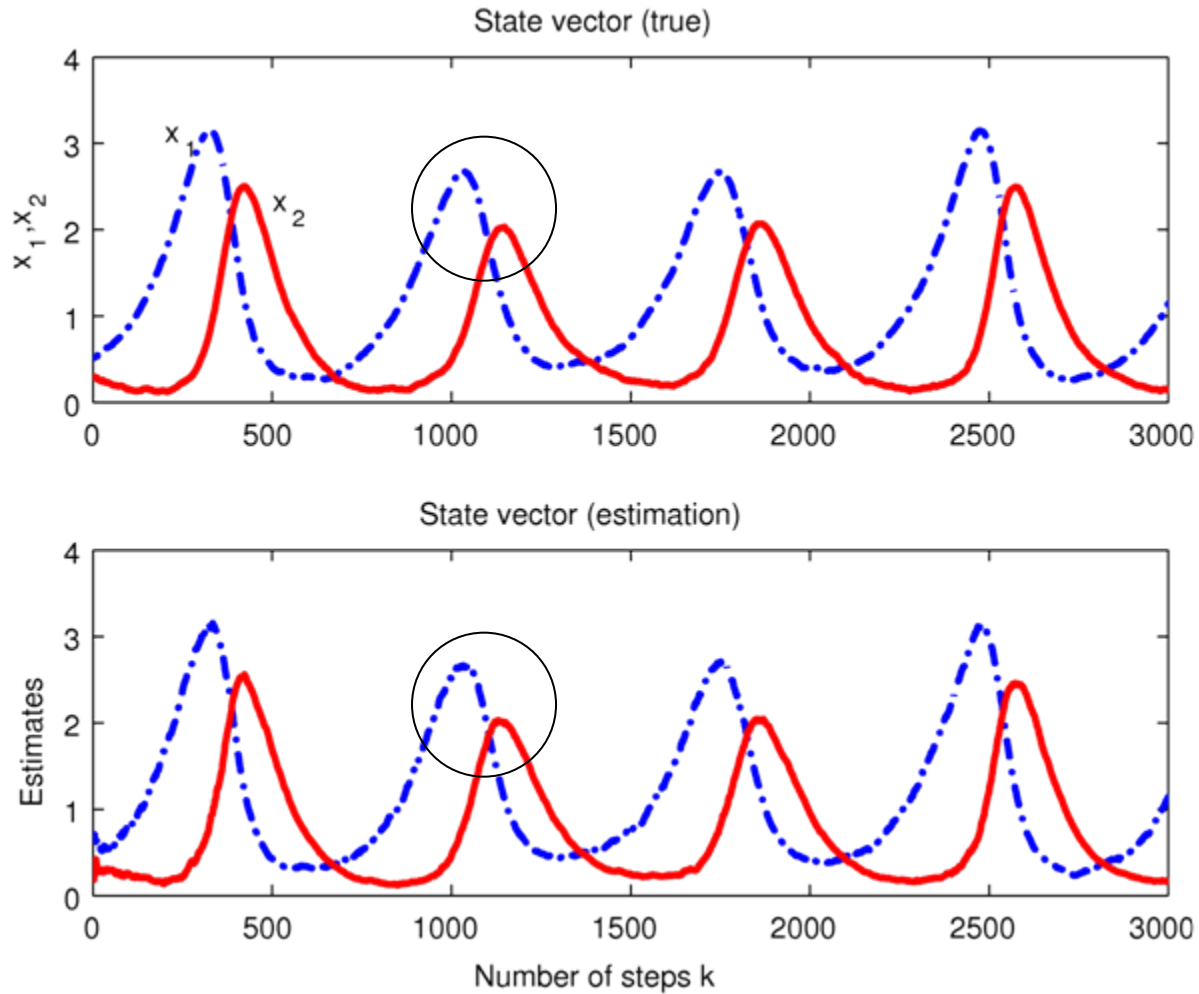 State vector (true)
x₁,x₂
4
3
2
1
0
x₁
x₂
0 500 1000 1500 2000 2500 3000
State vector (estimation)
Estimates
4
3
2
1
0
0 500 1000 1500 2000 2500 3000
Number of steps k